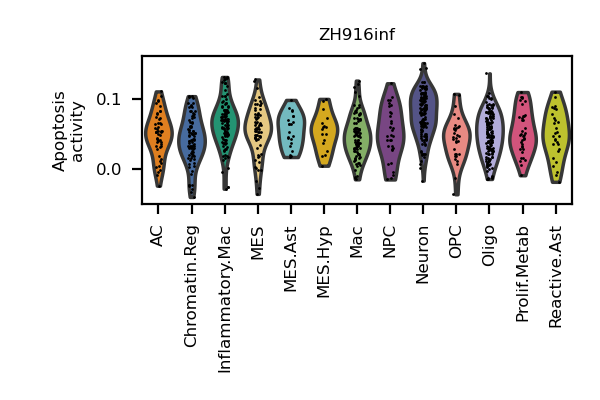 ZH916inf
Apoptosis
activity
0.1
0.0
AC
Chromatin.Reg
Inflammatory.Mac
MES
MES.Ast
MES.Hyp
Mac
NPC
Neuron
OPC
Oligo
Prolif.Metab
Reactive.Ast